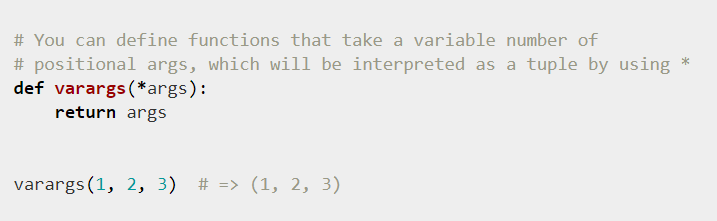 # You can define functions that take a variable number of
# positional args, which will be interpreted as a tuple by using *
def varargs(*args):
    return args
varargs(1, 2, 3)  # => (1, 2, 3)